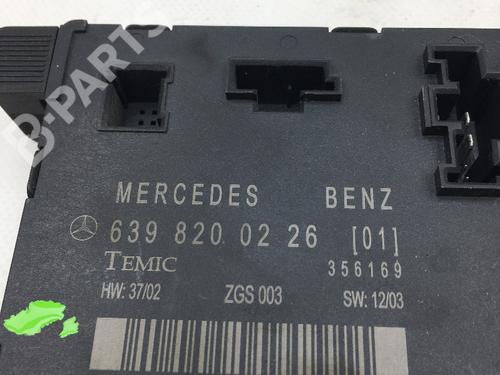 B-PARTS
MERCEDES BENZ
639 820 02 26 [01]
TEMIC 356169
HW: 37/02 ZGS 003 SW: 12/03